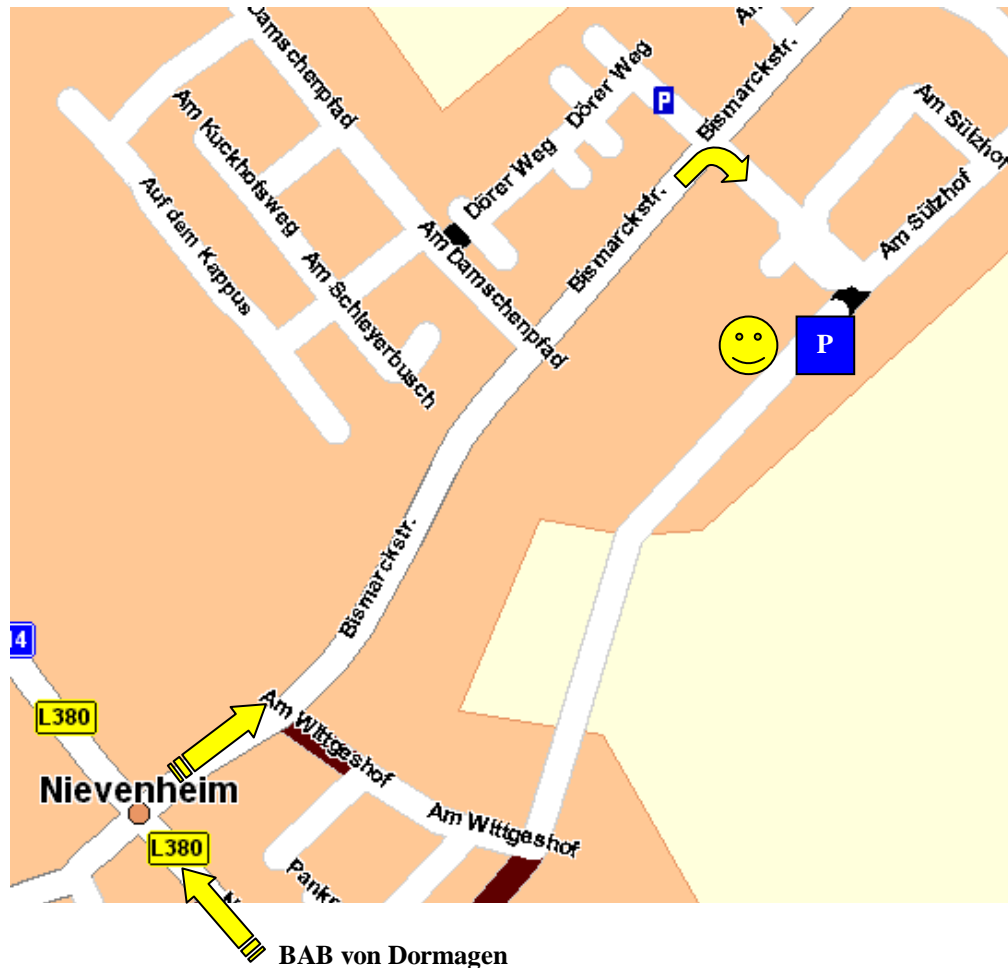 Damschenpfad
Am
Bismarckstr.
Dörer Weg
P
Am Sülzhof
Am Kuckhofsweg
Dörer Weg
Am Sülzhof
Auf dem Kappus
Bismarckstr.
Am Damschenpfad
Am Schleyerbusch
P
Bismarckstr.
L380
Am Wittgeshof
Nievenheim
Am Wittgeshof
L380
BAB von Dormagen